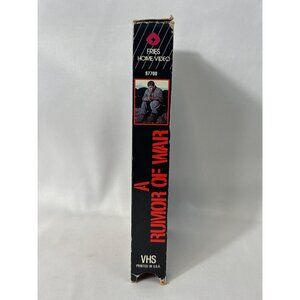 FRIES
HOME VIDEO
97700
A
RUMOR OF WAR
VHS
PRINTED IN U.S.A.